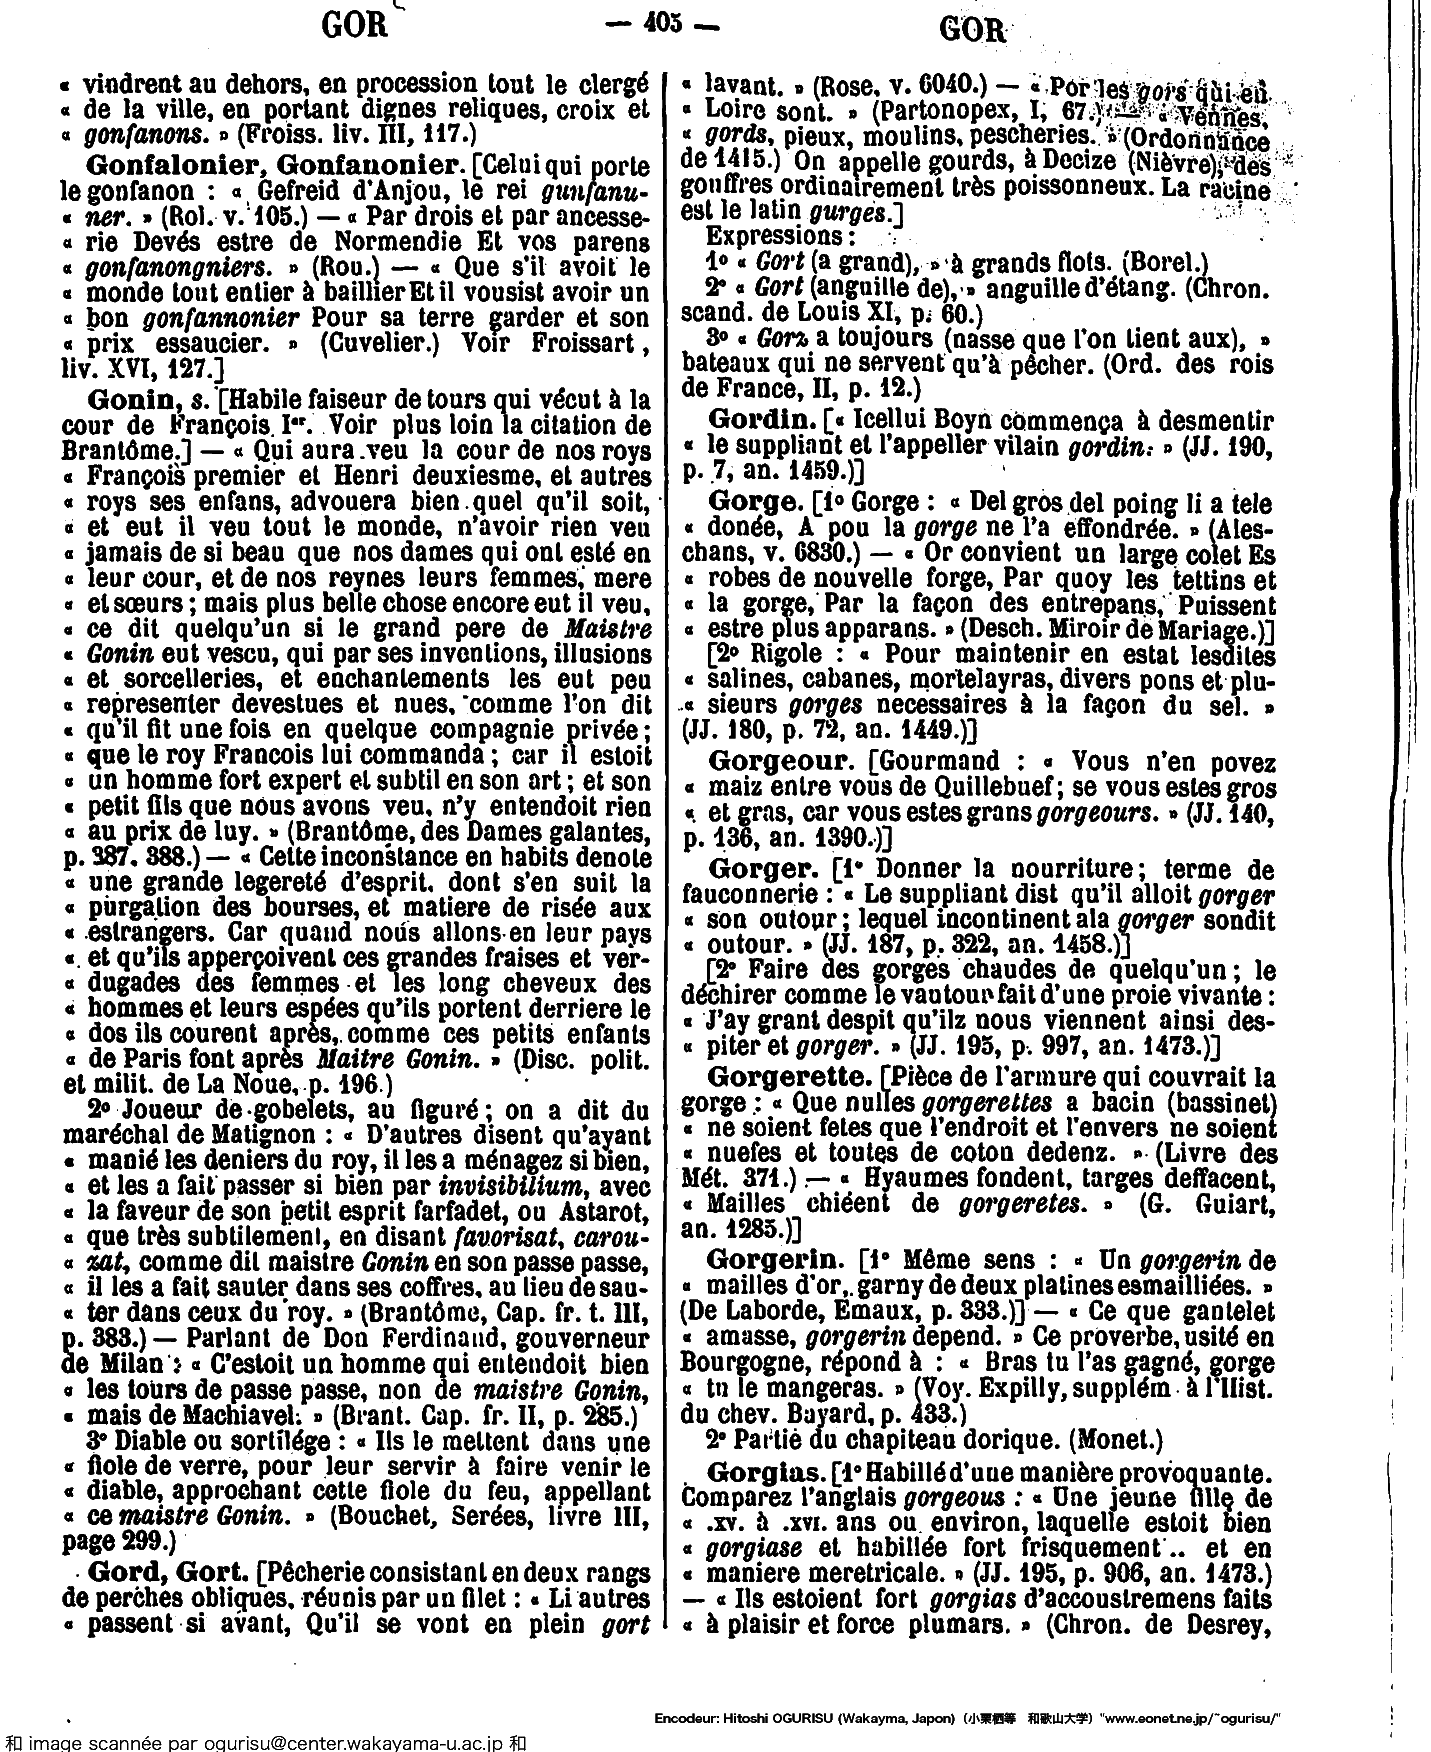 GOR
— 405 —
GOR
« vindrent au dehors, en procession tout le clergé
« de la ville, en portant dignes reliques, croix et
« gonfanons. » (Froiss. liv. III, 117.)
Gonfalonier, Gonfanonier. [Celui qui porte
le gonfanon : « Gefreid d'Anjou, le rei gunfanu-
« ner. » (Rol. v. 105.) — « Par drois et par ancesse-
« rie Devés estre de Normendie Et vos parens
« gonfanongniers. » (Rou.) — « Que s'il avoit le
« monde tout entier à baillier Et il vousist avoir un
« bon gonfannonier Pour sa terre garder et son
« prix essaucier. » (Cuvelier.) Voir Froissart,
liv. XVI, 127.]
Gonin, s. [Habile faiseur de tours qui vécut à la
cour de François Ier. Voir plus loin la citation de
Brantôme.] — « Qui aura veu la cour de nos roys
« François premier et Henri deuxiesme, et autres
« roys ses enfans, advouera bien quel qu'il soit,
« et eut il veu tout le monde, n'avoir rien veu
« jamais de si beau que nos dames qui ont esté en
« leur cour, et de nos reynes leurs femmes, mere
« et sœurs ; mais plus belle chose encore eut il veu,
« ce dit quelqu'un si le grand pere de Maistre
« Gonin eut vescu, qui par ses inventions, illusions
« et sorcelleries, et enchantements les eut peu
« representer devestues et nues, comme l'on dit
« qu'il fit une fois en quelque compagnie privée ;
« que le roy Francois lui commanda ; car il estoit
« un homme fort expert et subtil en son art ; et son
« petit fils que nous avons veu, n'y entendoit rien
« au prix de luy. » (Brantôme, des Dames galantes,
p. 387, 388.) — « Cette inconstance en habits denote
« une grande legereté d'esprit, dont s'en suit la
« purgation des bourses, et matiere de risée aux
« estrangers. Car quand nous allons en leur pays
« et qu'ils apperçoivent ces grandes fraises et ver-
« dugades des femmes et les long cheveux des
« hommes et leurs espées qu'ils portent derriere le
« dos ils courent après, comme ces petits enfants
« de Paris font après Maitre Gonin. » (Disc. polit.
et milit. de La Noue, p. 196.)
2o Joueur de gobelets, au figuré ; on a dit du
maréchal de Matignon : « D'autres disent qu'ayant
« manié les deniers du roy, il les a ménagez si bien,
« et les a fait passer si bien par invisibilium, avec
« la faveur de son petit esprit farfadet, ou Astarot,
« que très subtilement, en disant favorisat, carou-
« zat, comme dit maistre Gonin en son passe passe,
« il les a fait sauter dans ses coffres, au lieu de sau-
« ter dans ceux du roy. » (Brantôme, Cap. fr. t. III,
p. 383.) — Parlant de Don Ferdinand, gouverneur
de Milan : « C'estoit un homme qui entendoit bien
« les tours de passe passe, non de maistre Gonin,
« mais de Machiavel. » (Brant. Cap. fr. II, p. 285.)
3o Diable ou sortilége : « Ils le mettent dans une
« fiole de verre, pour leur servir à faire venir le
« diable, approchant cette fiole du feu, appellant
« ce maistre Gonin. » (Bouchet, Serées, livre III,
page 299.)
Gord, Gort. [Pêcherie consistant en deux rangs
de perches obliques, réunis par un filet : « Li autres
« passent si avant, Qu'il se vont en plein gort
« lavant. » (Rose, v. 6040.) — « Por les gors qui en
« Loire sont. » (Partonopex, I, 67.) — « Vennes,
« gords, pieux, moulins, pescheries. » (Ordonnance
de 1415.) On appelle gourds, à Decize (Nièvre), des
gouffres ordinairement très poissonneux. La racine
est le latin gurges.]
Expressions :
1o « Gort (a grand), » à grands flots. (Borel.)
2o « Gort (anguille de), » anguille d'étang. (Chron.
scand. de Louis XI, p. 60.)
3o « Gorz a toujours (nasse que l'on tient aux), »
bateaux qui ne servent qu'à pêcher. (Ord. des rois
de France, II, p. 12.)
Gordin. [« Icellui Boyn commença à desmentir
« le suppliant et l'appeller vilain gordin. » (JJ. 190,
p. 7, an. 1459.)]
Gorge. [1o Gorge : « Del gros del poing li a tele
« donée, A pou la gorge ne l'a effondrée. » (Ales-
chans, v. 6830.) — « Or convient un large colet Es
« robes de nouvelle forge, Par quoy les tettins et
« la gorge, Par la façon des entrepans, Puissent
« estre plus apparans. » (Desch. Miroir de Mariage.)]
[2o Rigole : « Pour maintenir en estat lesdites
« salines, cabanes, mortelayras, divers pons et plu-
« sieurs gorges necessaires à la façon du sel. »
(JJ. 180, p. 72, an. 1449.)]
Gorgeour. [Gourmand : « Vous n'en povez
« maiz entre vous de Quillebuef ; se vous estes gros
« et gras, car vous estes grans gorgeours. » (JJ. 140,
p. 136, an. 1390.)]
Gorger. [1o Donner la nourriture ; terme de
fauconnerie : « Le suppliant dist qu'il alloit gorger
« son outour ; lequel incontinent ala gorger sondit
« outour. » (JJ. 187, p. 322, an. 1458.)]
[2o Faire des gorges chaudes de quelqu'un ; le
déchirer comme le vautour fait d'une proie vivante :
« J'ay grant despit qu'ilz nous viennent ainsi des-
« piter et gorger. » (JJ. 195, p. 997, an. 1473.)]
Gorgerette. [Pièce de l'armure qui couvrait la
gorge : « Que nulles gorgerettes a bacin (bassinet)
« ne soient fetes que l'endroit et l'envers ne soient
« nuefes et toutes de coton dedenz. » (Livre des
Mét. 371.) — « Hyaumes fondent, targes deffacent,
« Mailles chiéent de gorgeretes. » (G. Guiart,
an. 1285.)]
Gorgerin. [1o Même sens : « Un gorgerin de
« mailles d'or, garny de deux platines esmailliées. »
(De Laborde, Emaux, p. 333.)] — « Ce que gantelet
« amasse, gorgerin depend. » Ce proverbe, usité en
Bourgogne, répond à : « Bras tu l'as gagné, gorge
« tu le mangeras. » (Voy. Expilly, supplém. à l'Hist.
du chev. Bayard, p. 433.)
2o Partie du chapiteau dorique. (Monet.)
Gorgias. [1o Habillé d'une manière provoquante.
Comparez l'anglais gorgeous : « Une jeune fille de
« .xv. à .xvi. ans ou environ, laquelle estoit bien
« gorgiase et habillée fort frisquement .. et en
« maniere meretricale. » (JJ. 195, p. 906, an. 1473.)
— « Ils estoient fort gorgias d'accoustremens faits
« à plaisir et force plumars. » (Chron. de Desrey,
Encodeur: Hitoshi OGURISU (Wakayma, Japon) (小栗栖等 和歌山大学) "www.eonet.ne.jp/~ogurisu/"
和 image scannée par ogurisu@center.wakayama-u.ac.jp 和